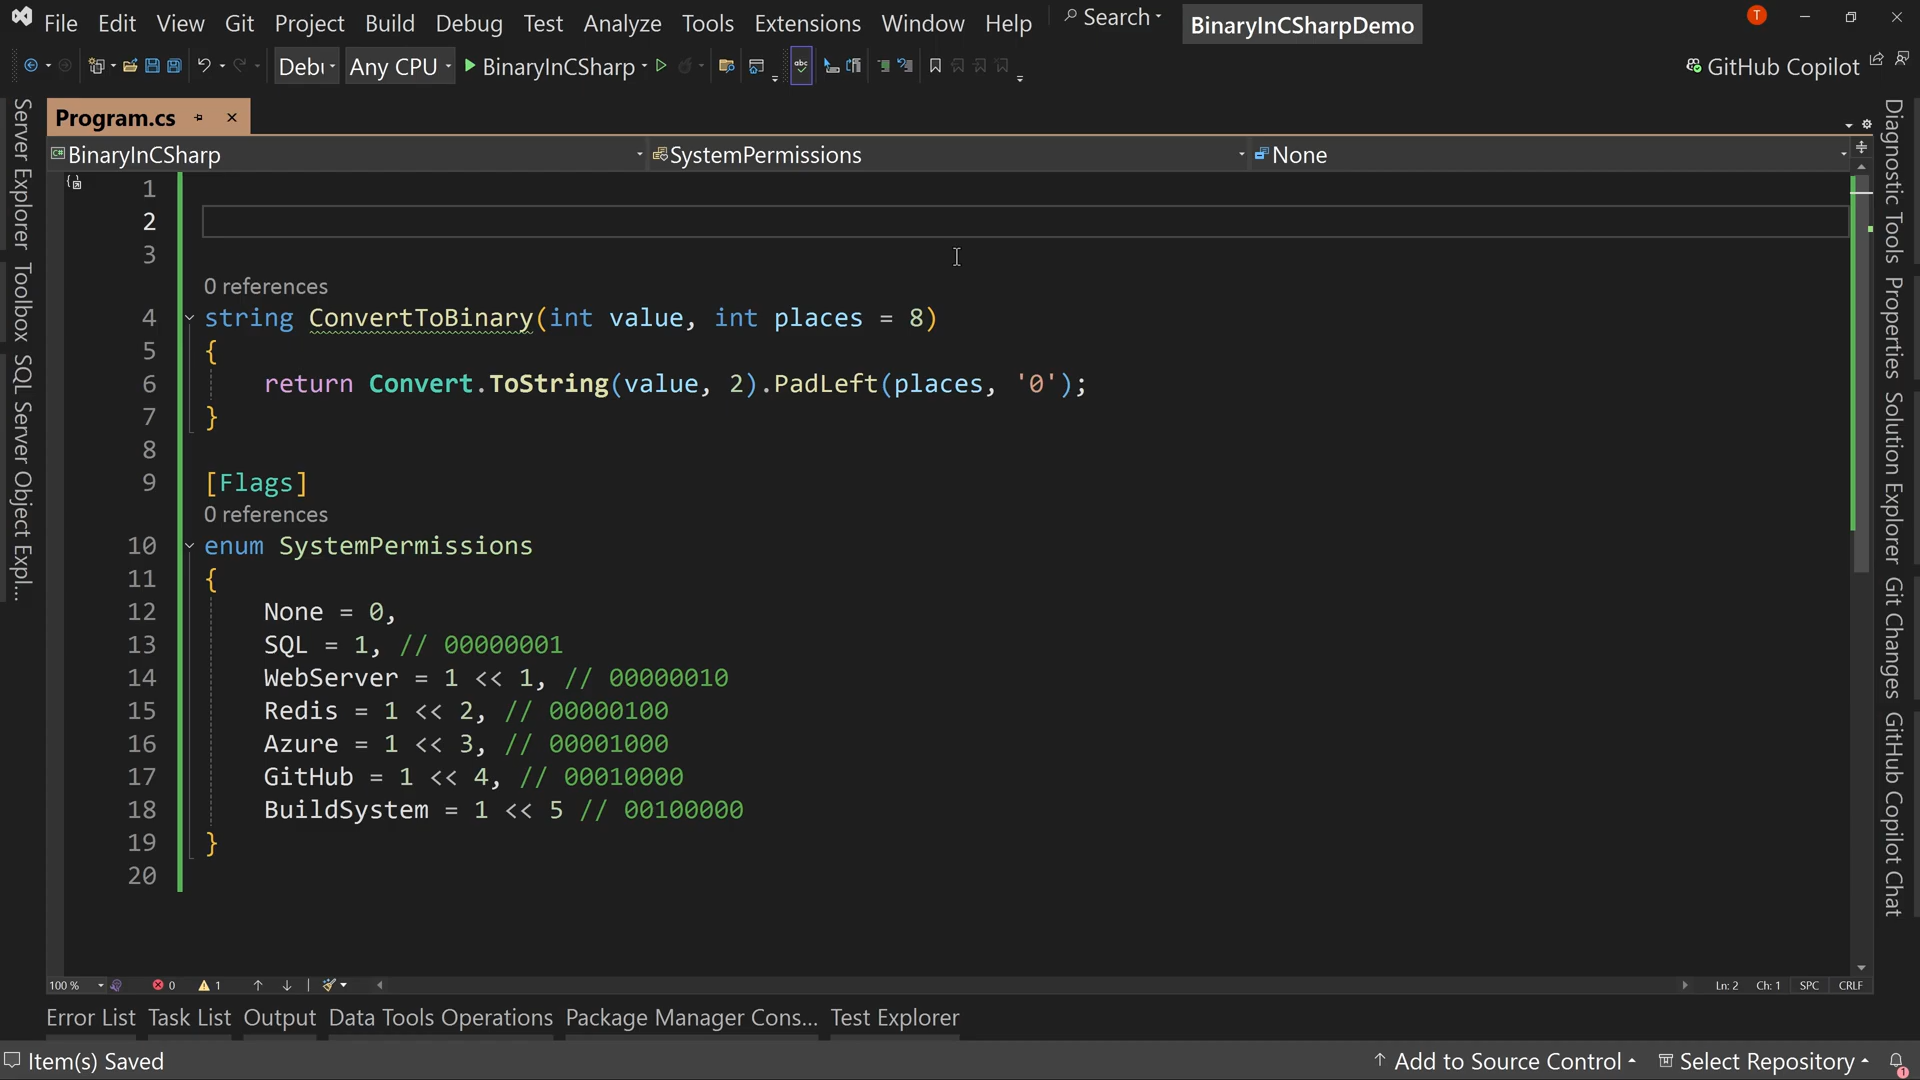 File Edit View Git Project Build Debug Test Analyze Tools Extensions Window Help Search BinaryInCSharpDemo
T
Any CPU BinaryInCSharp GitHub Copilot
Program.cs
BinaryInCSharp SystemPermissions None
1
2
3
0 references
4 string ConvertToBinary(int value, int places = 8)
5 {
6 return Convert.ToString(value, 2).PadLeft(places, '0');
7 }
8
9 [Flags]
0 references
10 enum SystemPermissions
11 {
12 None = 0,
13 SQL = 1, // 00000001
14 WebServer = 1 << 1, // 00000010
15 Redis = 1 << 2, // 00000100
16 Azure = 1 << 3, // 00001000
17 GitHub = 1 << 4, // 00010000
18 BuildSystem = 1 << 5 // 00100000
19 }
20
Server Explorer
Toolbox
SQL Server Object Expl...
Diagnostic Tools
Properties
Solution Explorer
Git Changes
GitHub Copilot Chat
100 % 0 1 Ln: 2 Ch: 1 SPC CRLF
Error List Task List Output Data Tools Operations Package Manager Cons... Test Explorer
Item(s) Saved Add to Source Control Select Repository 1